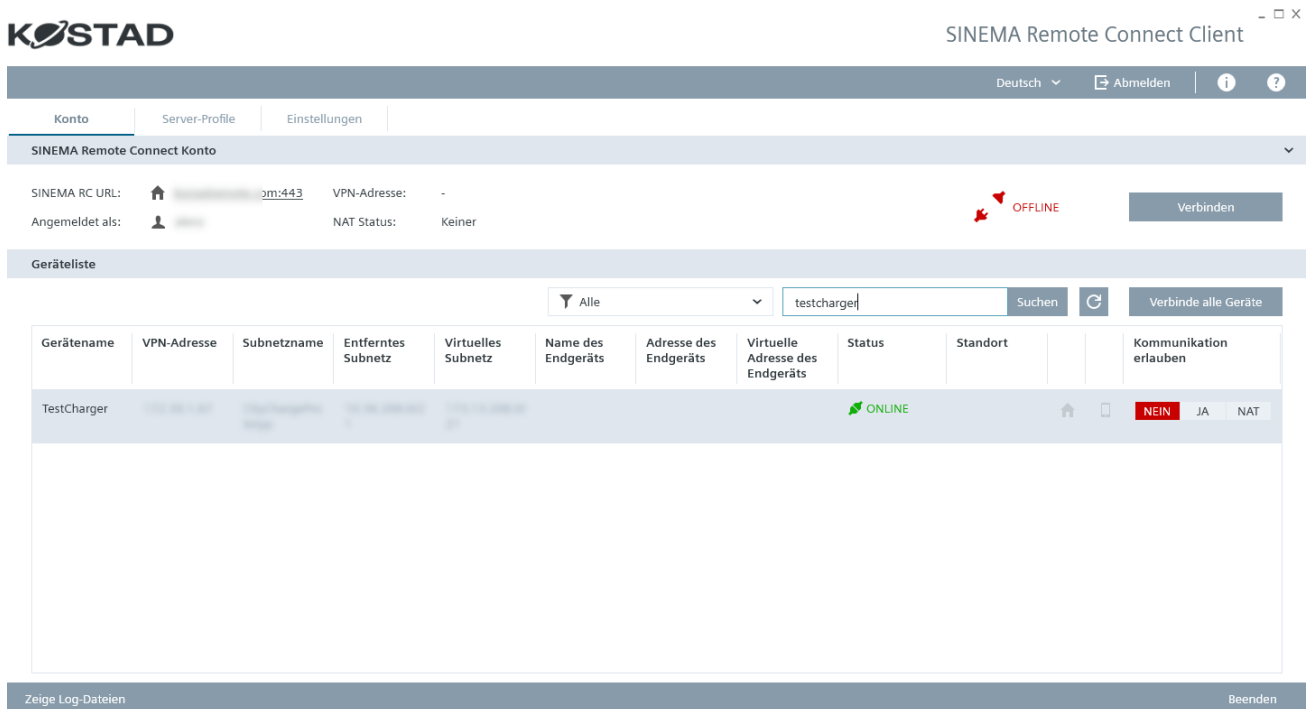 KOSTAD
SINEMA Remote Connect Client
Deutsch Abmelden
Konto Server-Profile Einstellungen
SINEMA Remote Connect Konto
SINEMA RC URL: om:443 VPN-Adresse: -
OFFLINE Verbinden
Angemeldet als: NAT Status: Keiner
Geräteliste
Alle testcharger Suchen Verbinde alle Geräte
Gerätename VPN-Adresse Subnetzname Entferntes Subnetz Virtuelles Subnetz Name des Endgeräts Adresse des Endgeräts Virtuelle Adresse des Endgeräts Status Standort Kommunikation erlauben
TestCharger ONLINE NEIN JA NAT
Zeige Log-Dateien Beenden